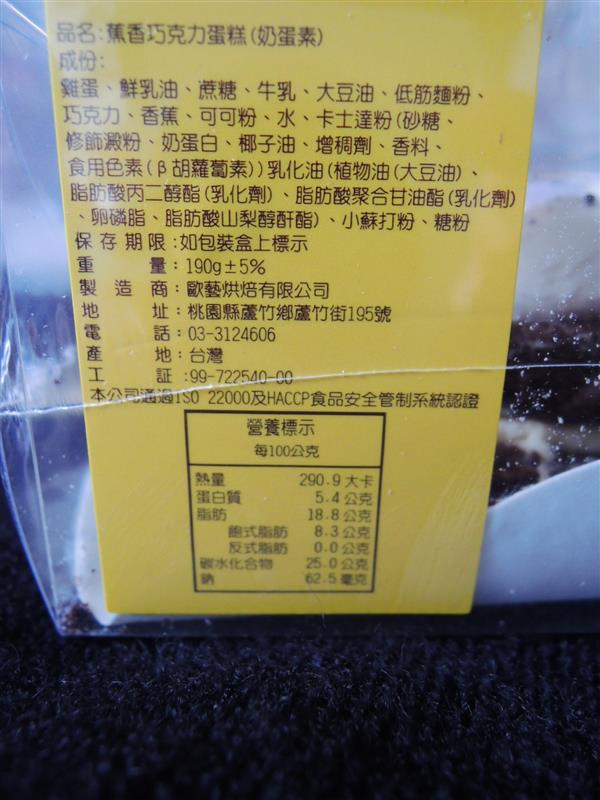 品名:蕉香巧克力蛋糕(奶蛋素)
成份:
雞蛋、鮮乳油、蔗糖、牛乳、大豆油、低筋麵粉、
巧克力、香蕉、可可粉、水、卡士達粉(砂糖、
修飾澱粉、奶蛋白、椰子油、增稠劑、香料、
食用色素(β胡蘿蔔素))乳化油(植物油(大豆油)、
脂肪酸丙二醇酯(乳化劑)、脂肪酸聚合甘油酯(乳化劑)
、卵磷脂、脂肪酸山梨醇酐酯)、小蘇打粉、糖粉
保存期限:如包裝盒上標示
重量:190g±5%
製造商:歐藝烘焙有限公司
地址:桃園縣蘆竹鄉蘆竹街195號
電話:03-3124606
產地:台灣
工証:99-722540-00
本公司通過ISO 22000及HACCP食品安全管制系統認證
營養標示
每100公克
熱量 290.9大卡
蛋白質 5.4公克
脂肪 18.8公克
飽式脂肪 8.3公克
反式脂肪 0.0公克
碳水化合物 25.0公克
鈉 62.5毫克